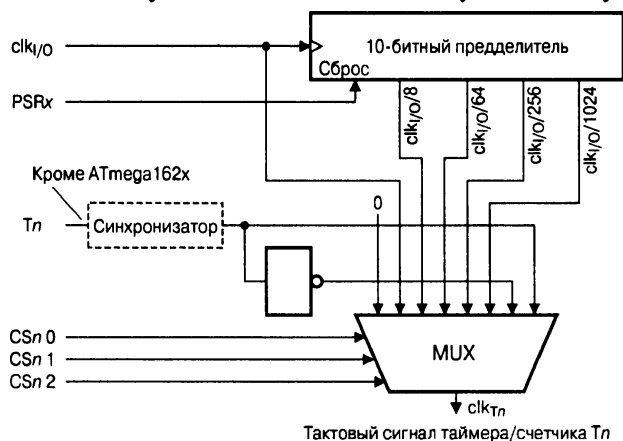 clkI/O
10-битный предделитель
Сброс
PSRx
clkI/O/8
clkI/O/64
clkI/O/256
clkI/O/1024
Кроме ATmega162x
0
Tn
Синхронизатор
CSn 0
CSn 1
CSn 2
MUX
clkTn
Тактовый сигнал таймера/счетчика Tn